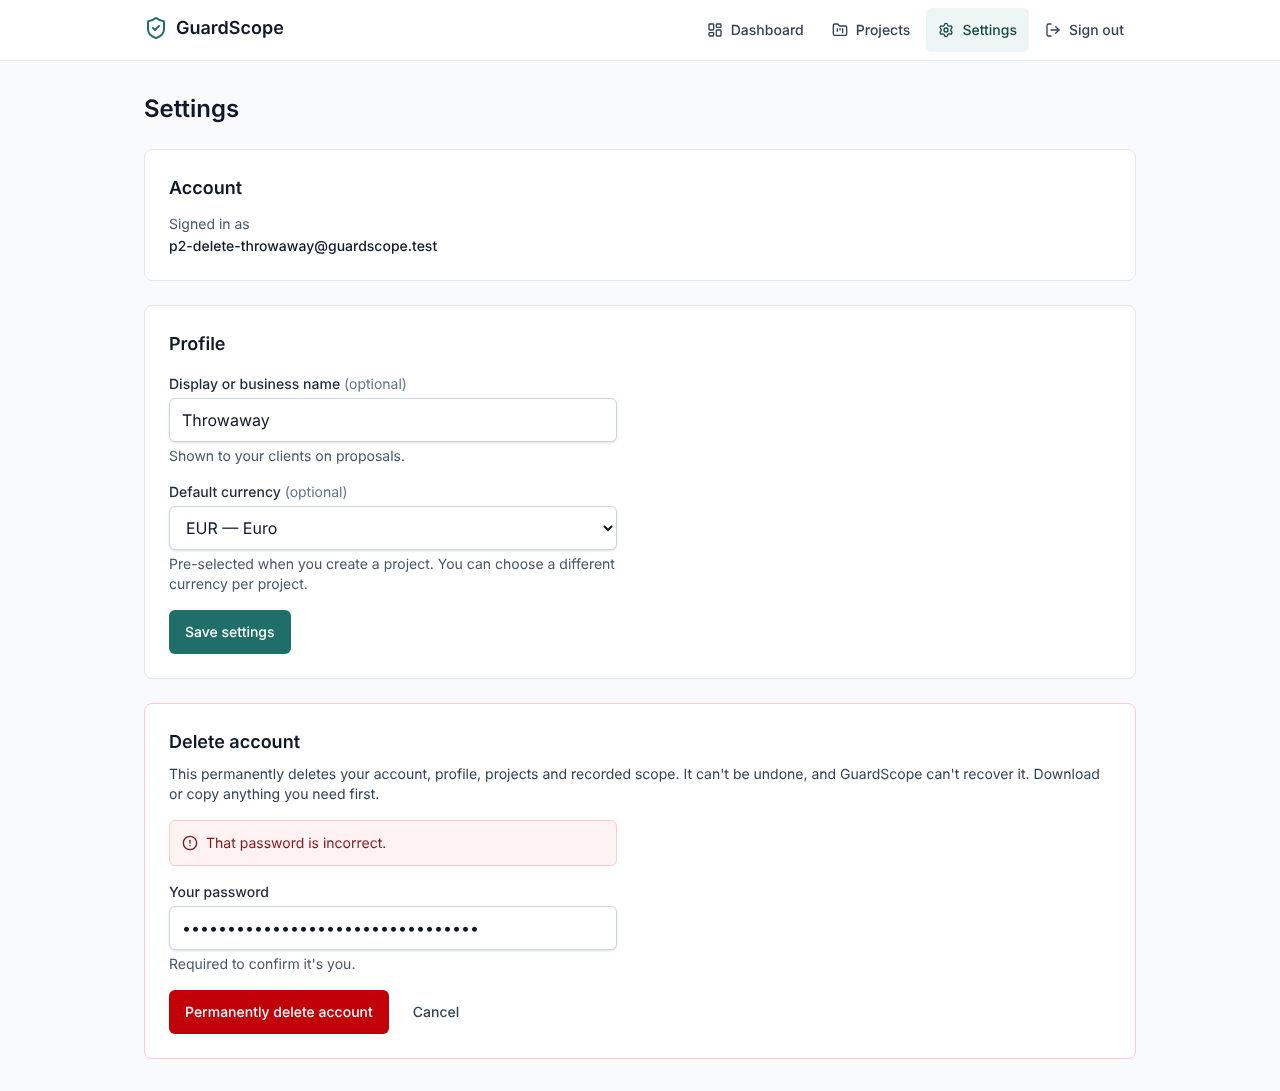 GuardScope
Dashboard
Projects
Settings
Sign out
Settings
Account
Signed in as
p2-delete-throwaway@guardscope.test
Profile
Display or business name (optional)
Throwaway
Shown to your clients on proposals.
Default currency (optional)
EUR — Euro
Pre-selected when you create a project. You can choose a different
currency per project.
Save settings
Delete account
This permanently deletes your account, profile, projects and recorded scope. It can't be undone, and GuardScope can't recover it. Download
or copy anything you need first.
That password is incorrect.
Your password
•••••••••••••••••••••••••••••••••
Required to confirm it's you.
Permanently delete account
Cancel